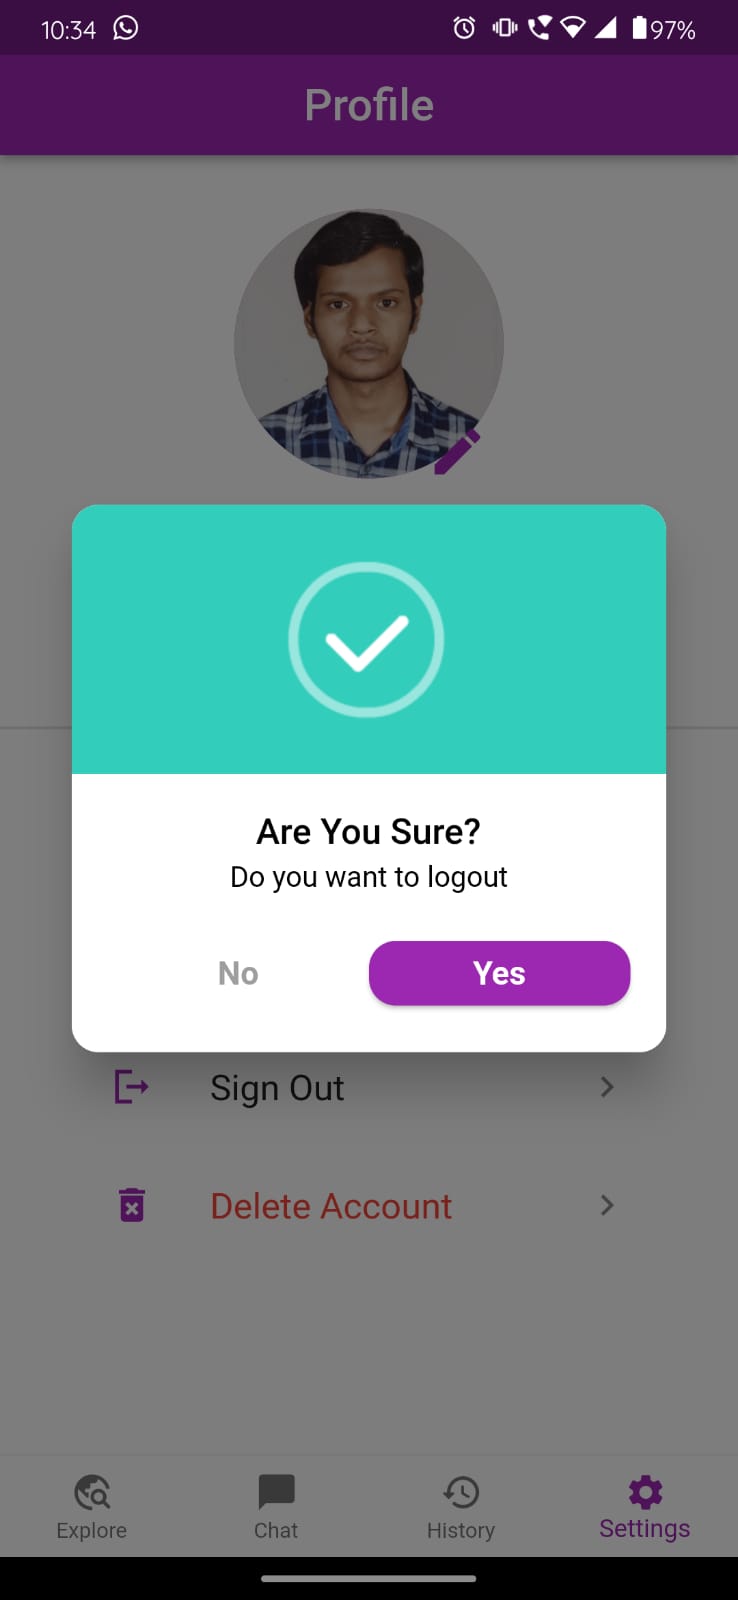 10:34 97%
Profile
Are You Sure?
Do you want to logout
No Yes
Sign Out
Delete Account
Explore Chat History Settings